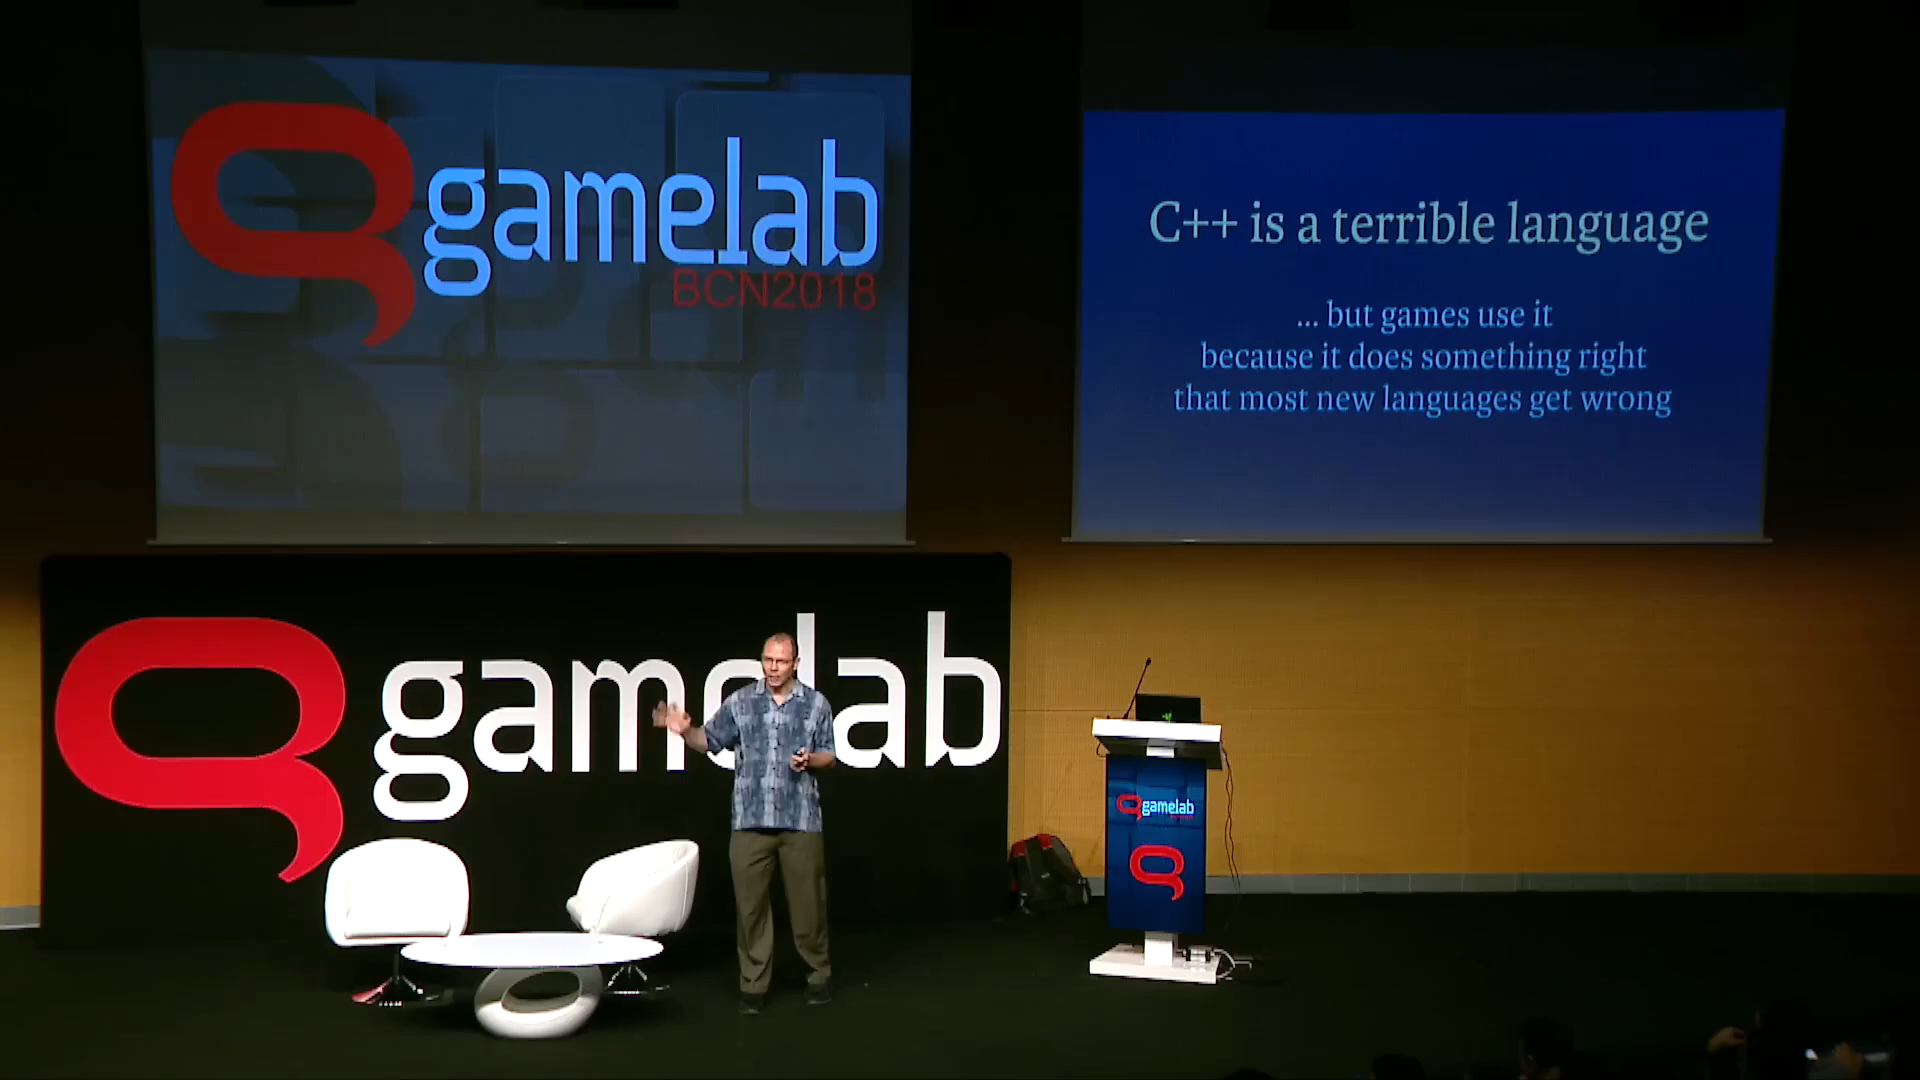 gamelab
BCN2018
C++ is a terrible language
... but games use it
because it does something right
that most new languages get wrong
gamelab
gamelab